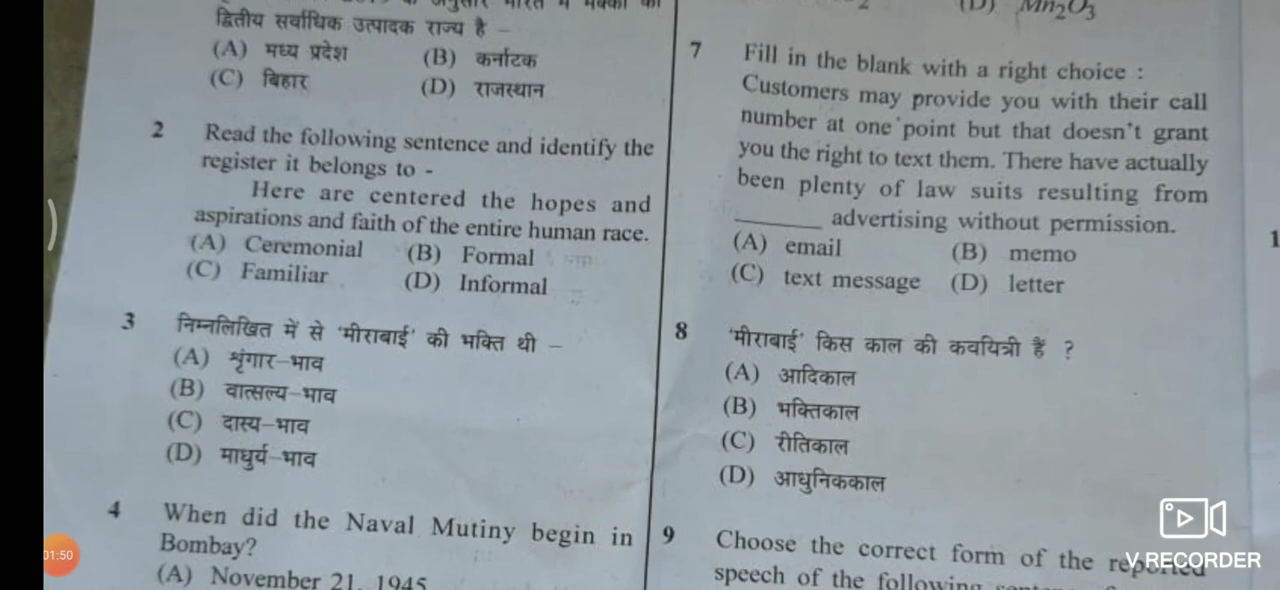 द्वितीय सर्वाधिक उत्पादक राज्य है –
(A) मध्य प्रदेश (B) कर्नाटक
(C) बिहार (D) राजस्थान
2 Read the following sentence and identify the
register it belongs to -
Here are centered the hopes and
aspirations and faith of the entire human race.
(A) Ceremonial (B) Formal
(C) Familiar (D) Informal
3 निम्नलिखित में से 'मीराबाई' की भक्ति थी –
(A) श्रृंगार–भाव
(B) वात्सल्य–भाव
(C) दास्य–भाव
(D) माधुर्य–भाव
4 When did the Naval Mutiny begin in
Bombay?
(A) November 21, 1945
(D) Mn2O3
7 Fill in the blank with a right choice :
Customers may provide you with their call
number at one point but that doesn't grant
you the right to text them. There have actually
been plenty of law suits resulting from
_______ advertising without permission.
(A) email (B) memo
(C) text message (D) letter
8 'मीराबाई' किस काल की कवयित्री हैं ?
(A) आदिकाल
(B) भक्तिकाल
(C) रीतिकाल
(D) आधुनिककाल
9 Choose the correct form of the reported
speech of the following
1
01:50
V RECORDER